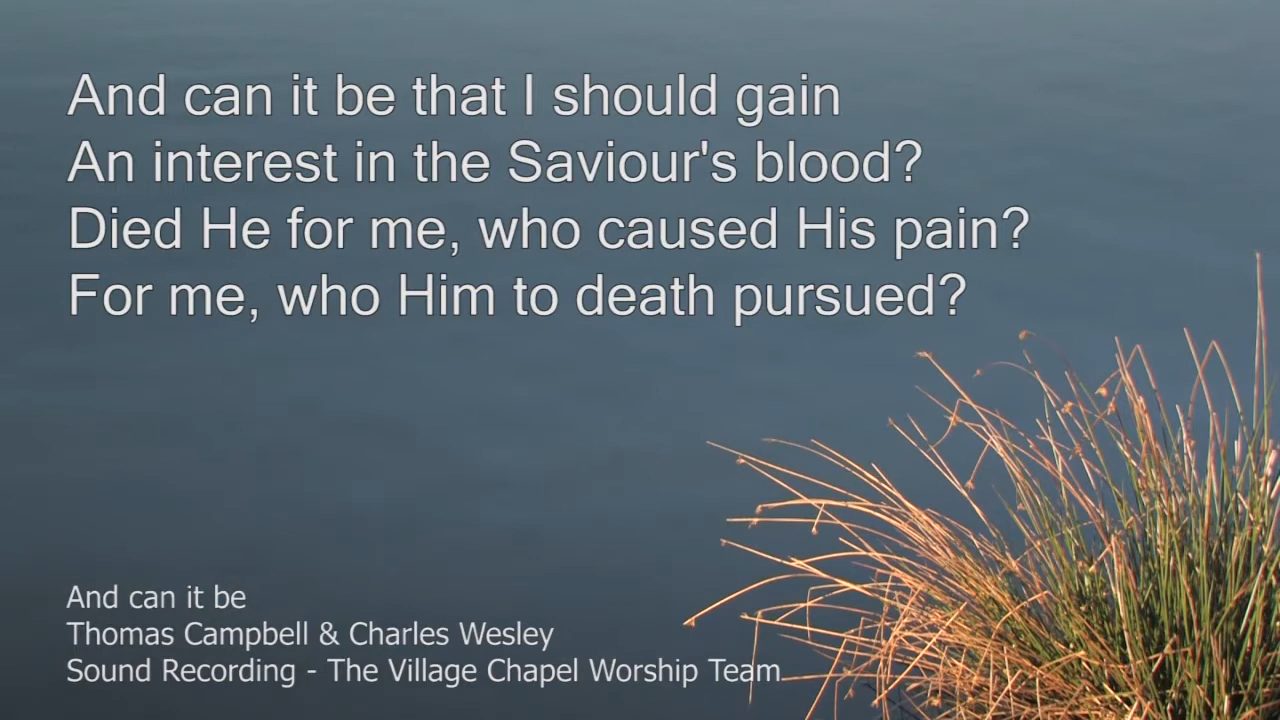 And can it be that I should gain
An interest in the Saviour's blood?
Died He for me, who caused His pain?
For me, who Him to death pursued?
And can it be
Thomas Campbell & Charles Wesley
Sound Recording - The Village Chapel Worship Team